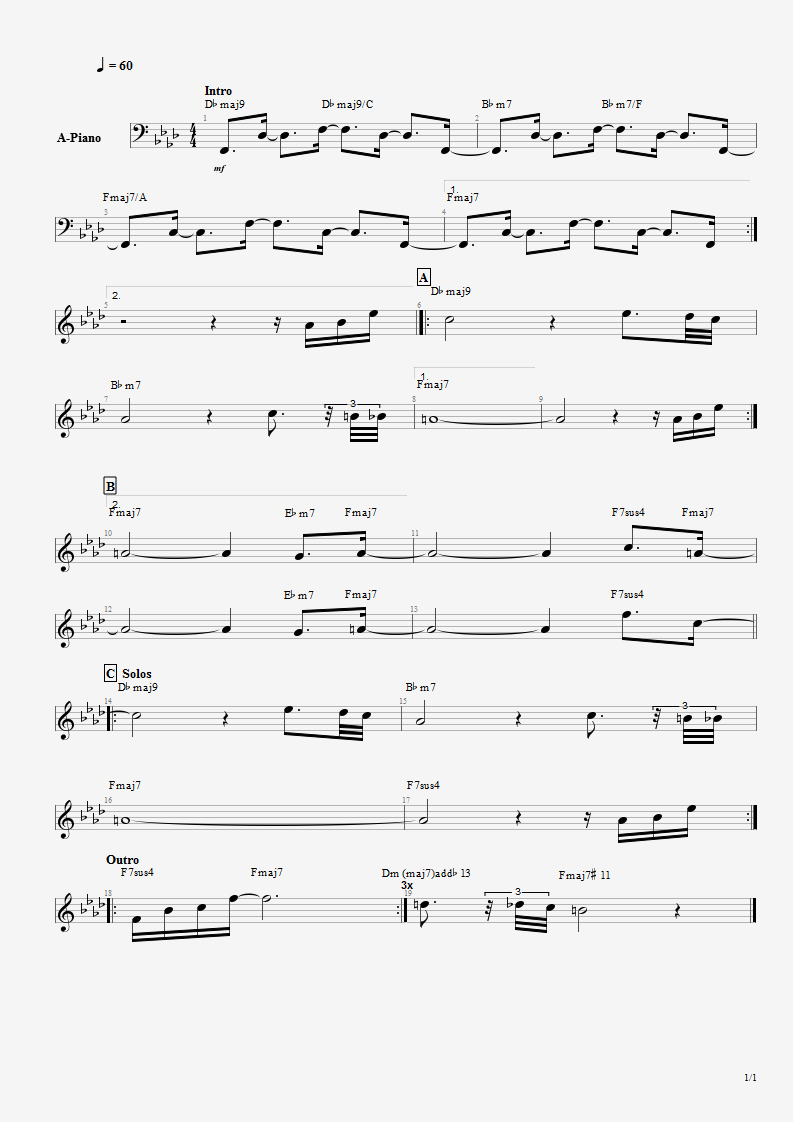 = 60
Intro
D♭maj9 D♭maj9/C B♭m7 B♭m7/F
A-Piano
4
4
1 2
mf
1.
Fmaj7/A Fmaj7
3 4
A
2. D♭maj9
5 6
1.
B♭m7 Fmaj7
7 3 8 9
B
2.
Fmaj7 E♭m7 Fmaj7 F7sus4 Fmaj7
10 11
E♭m7 Fmaj7 F7sus4
12 13
C Solos
D♭maj9 B♭m7
14 15 3
Fmaj7 F7sus4
16 17
Outro
F7sus4 Fmaj7 Dm(maj7)add♭13 Fmaj7♯11
3x
18 19 3
1/1